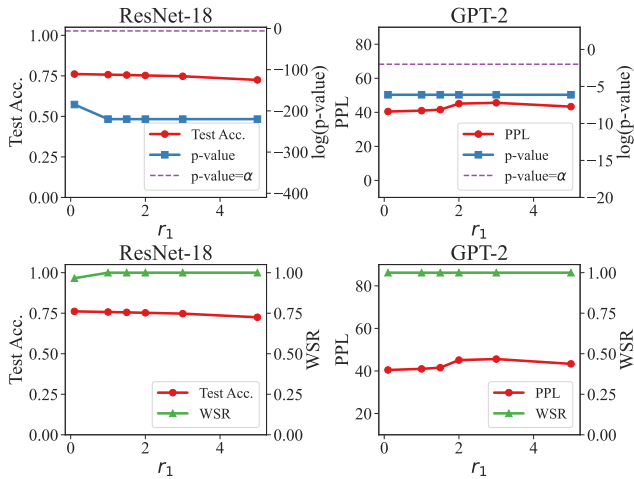 ResNet-18
1.00
0.75
0.50
0.25
0.00
Test Acc.
0
−100
−200
−300
−400
log(p-value)
Test Acc.
p-value
p-value=α
0 2 4
r1
GPT-2
80
60
40
20
0
PPL
0
−5
−10
−15
−20
log(p-value)
PPL
p-value
p-value=α
0 2 4
r1
ResNet-18
1.00
0.75
0.50
0.25
0.00
Test Acc.
1.00
0.75
0.50
0.25
0.00
WSR
Test Acc.
WSR
0 2 4
r1
GPT-2
80
60
40
20
PPL
1.00
0.75
0.50
0.25
0.00
WSR
PPL
WSR
0 2 4
r1